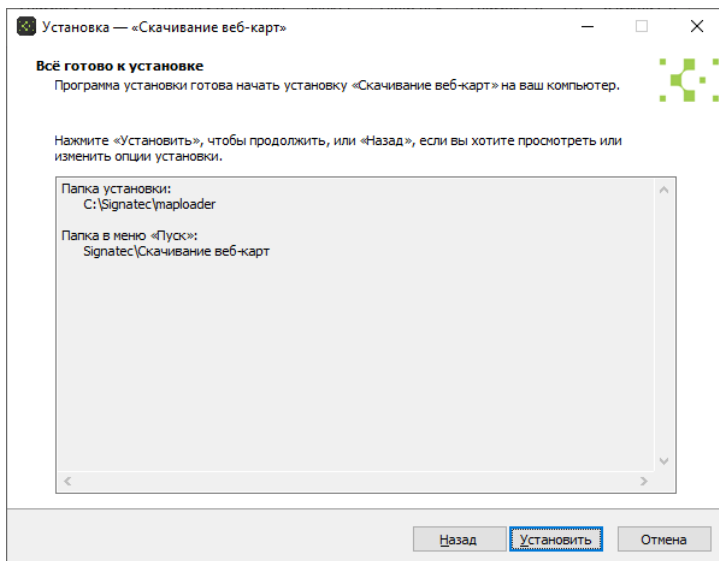 Установка — «Скачивание веб-карт»
Всё готово к установке
Программа установки готова начать установку «Скачивание веб-карт» на ваш компьютер.
Нажмите «Установить», чтобы продолжить, или «Назад», если вы хотите просмотреть или
изменить опции установки.
Папка установки:
C:\Signatec\maploader
Папка в меню «Пуск»:
Signatec\Скачивание веб-карт
Назад
Установить
Отмена